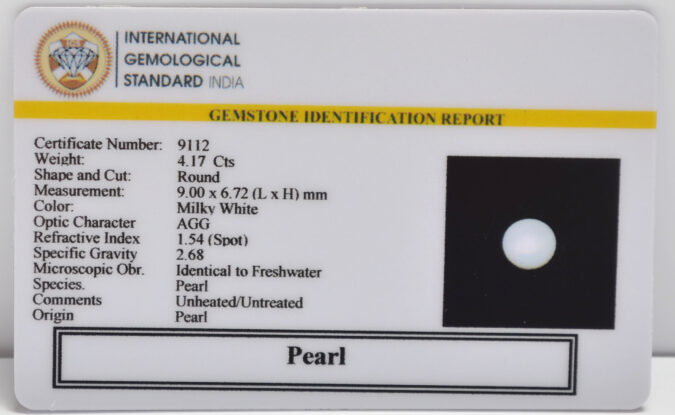 INTERNATIONAL
GEMOLOGICAL
STANDARD INDIA
GEMSTONE IDENTIFICATION REPORT
Certificate Number: 9112
Weight: 4.17 Cts
Shape and Cut: Round
Measurement: 9.00 x 6.72 (L x H) mm
Color: Milky White
Optic Character AGG
Refractive Index 1.54 (Spot)
Specific Gravity 2.68
Microscopic Obr. Identical to Freshwater
Species. Pearl
Comments Unheated/Untreated
Origin Pearl
Pearl